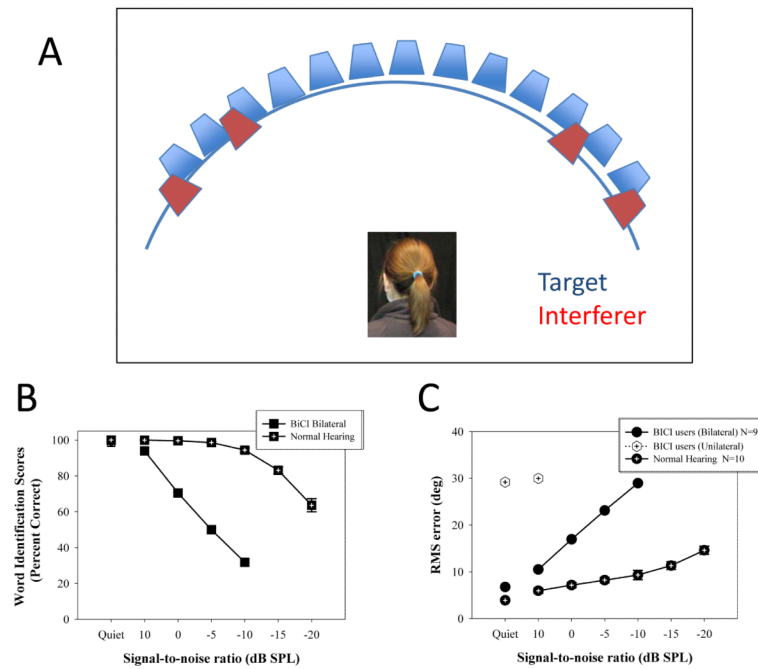 A
Target
Interferer
B
BiCI Bilateral
Normal Hearing
Word Identification Scores
(Percent Correct)
100
80
60
40
20
0
Quiet
10
0
-5
-10
-15
-20
Signal-to-noise ratio (dB SPL)
C
BICI users (Bilateral) N=9
BICI users (Unilateral)
Normal Hearing N=10
RMS error (deg)
40
30
20
10
0
Quiet
10
0
-5
-10
-15
-20
Signal-to-noise ratio (dB SPL)